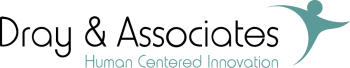 Dray & Associates
Human Centered Innovation